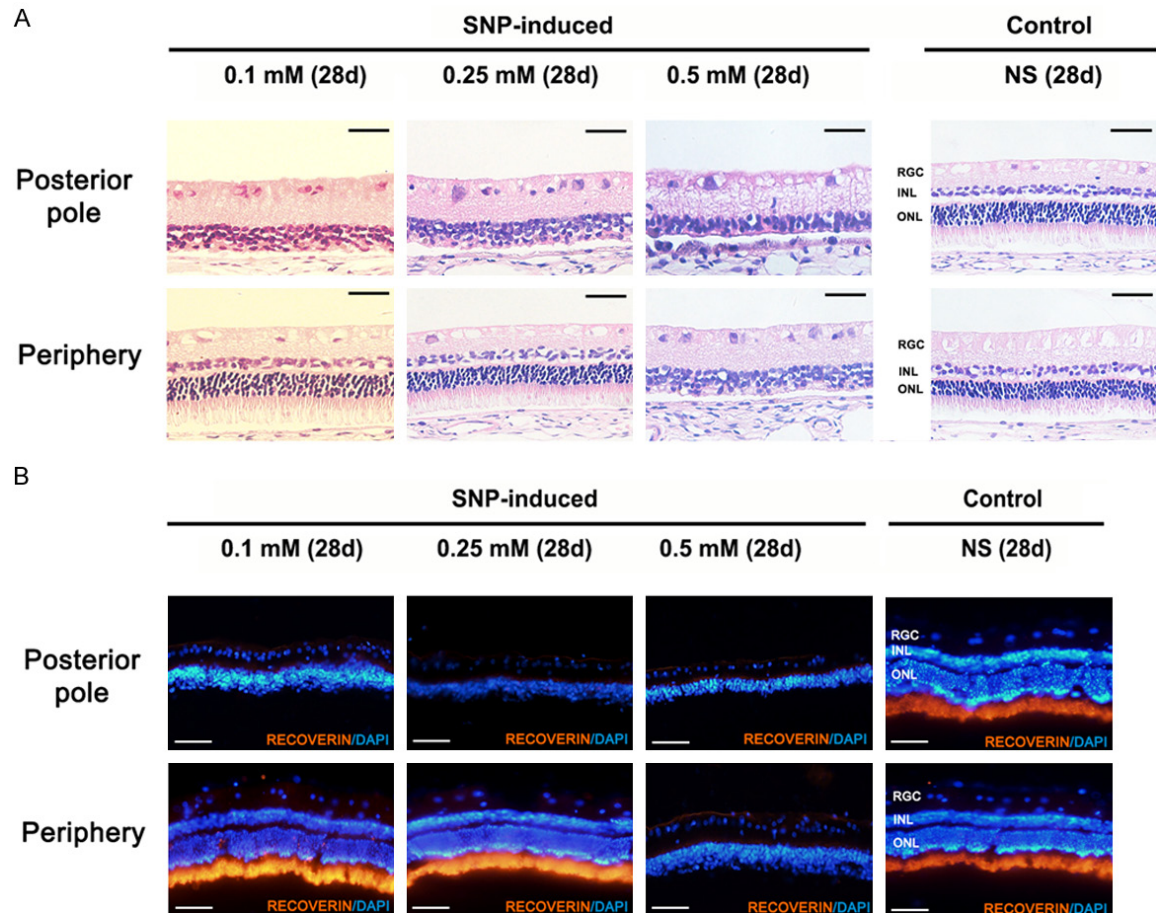 A
SNP-induced Control
0.1 mM (28d) 0.25 mM (28d) 0.5 mM (28d) NS (28d)
Posterior
pole
RGC
INL
ONL
Periphery
RGC
INL
ONL
B
SNP-induced Control
0.1 mM (28d) 0.25 mM (28d) 0.5 mM (28d) NS (28d)
Posterior
pole
RGC
INL
ONL
RECOVERIN/DAPI RECOVERIN/DAPI RECOVERIN/DAPI RECOVERIN/DAPI
Periphery
RGC
INL
ONL
RECOVERIN/DAPI RECOVERIN/DAPI RECOVERIN/DAPI RECOVERIN/DAPI